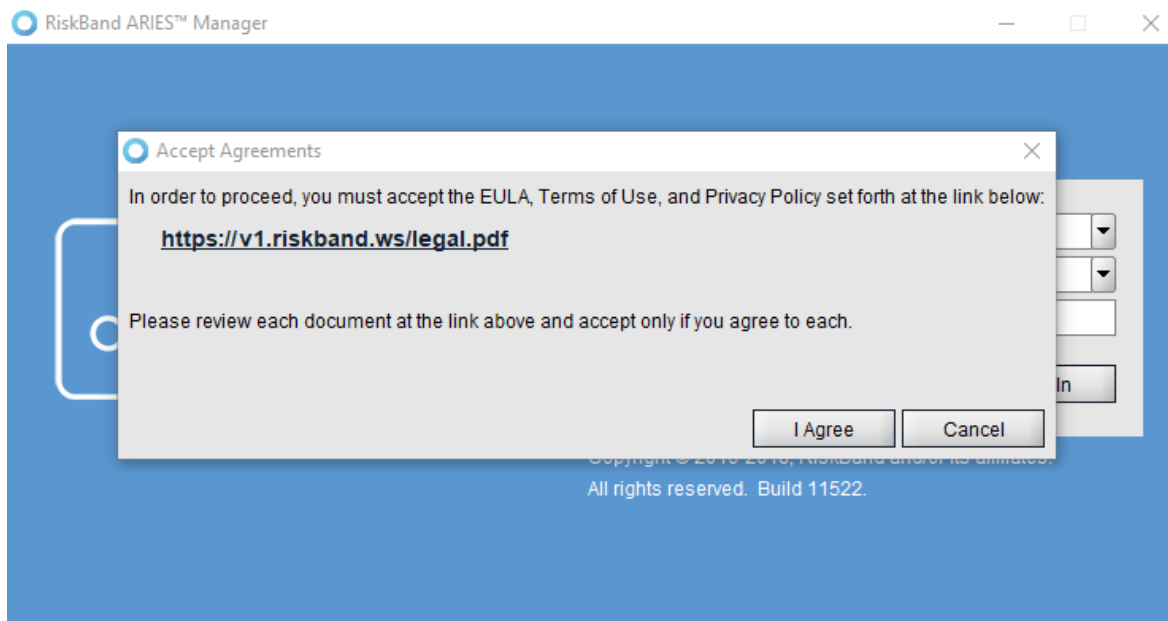 RiskBand ARIES™ Manager
Accept Agreements
In order to proceed, you must accept the EULA, Terms of Use, and Privacy Policy set forth at the link below:
https://v1.riskband.ws/legal.pdf
Please review each document at the link above and accept only if you agree to each.
I Agree
Cancel
In
All rights reserved. Build 11522.